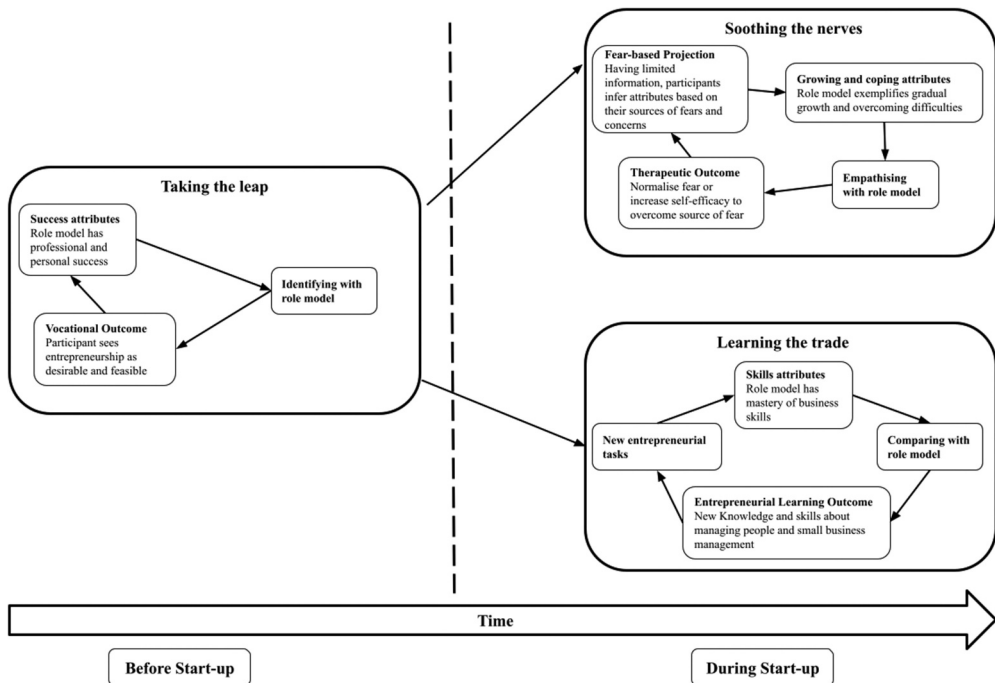 Taking the leap
Success attributes
Role model has
professional and
personal success
Identifying with
role model
Vocational Outcome
Participant sees
entrepreneurship as
desirable and feasible
Soothing the nerves
Fear-based Projection
Having limited
information, participants
infer attributes based on
their sources of fears and
concerns
Growing and coping attributes
Role model exemplifies gradual
growth and overcoming difficulties
Therapeutic Outcome
Normalise fear or
increase self-efficacy to
overcome source of fear
Empathising
with role model
Learning the trade
Skills attributes
Role model has
mastery of business
skills
New entrepreneurial
tasks
Comparing with
role model
Entrepreneurial Learning Outcome
New Knowledge and skills about
managing people and small business
management
Time
Before Start-up
During Start-up